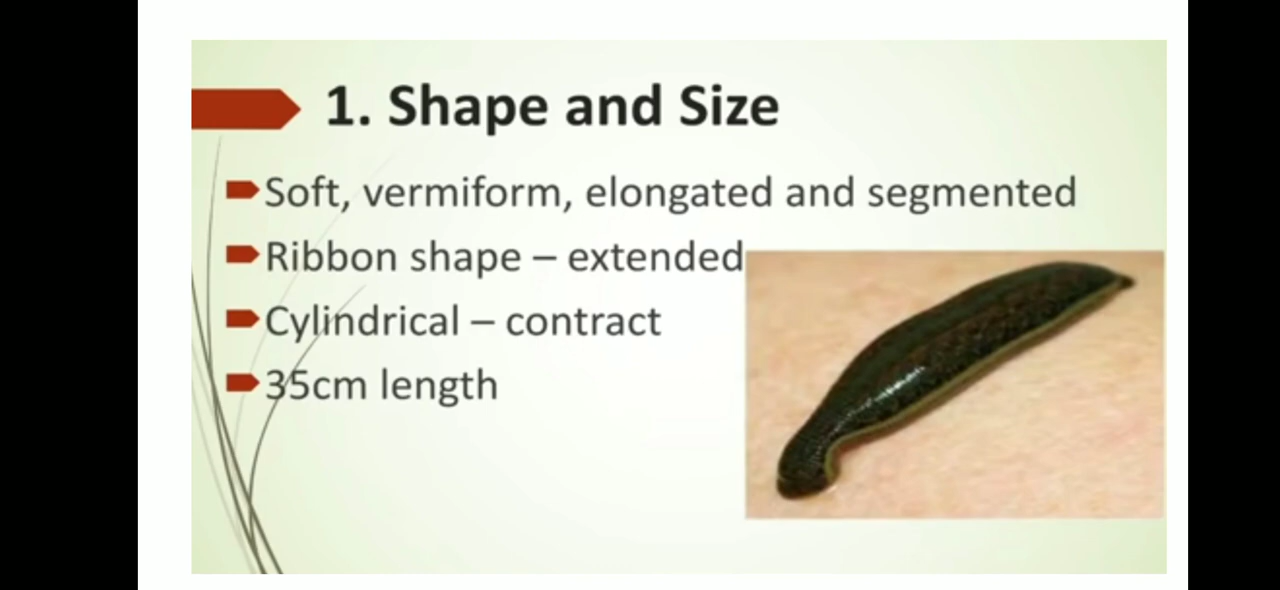 1. Shape and Size
Soft, vermiform, elongated and segmented
Ribbon shape – extended
Cylindrical – contract
35cm length